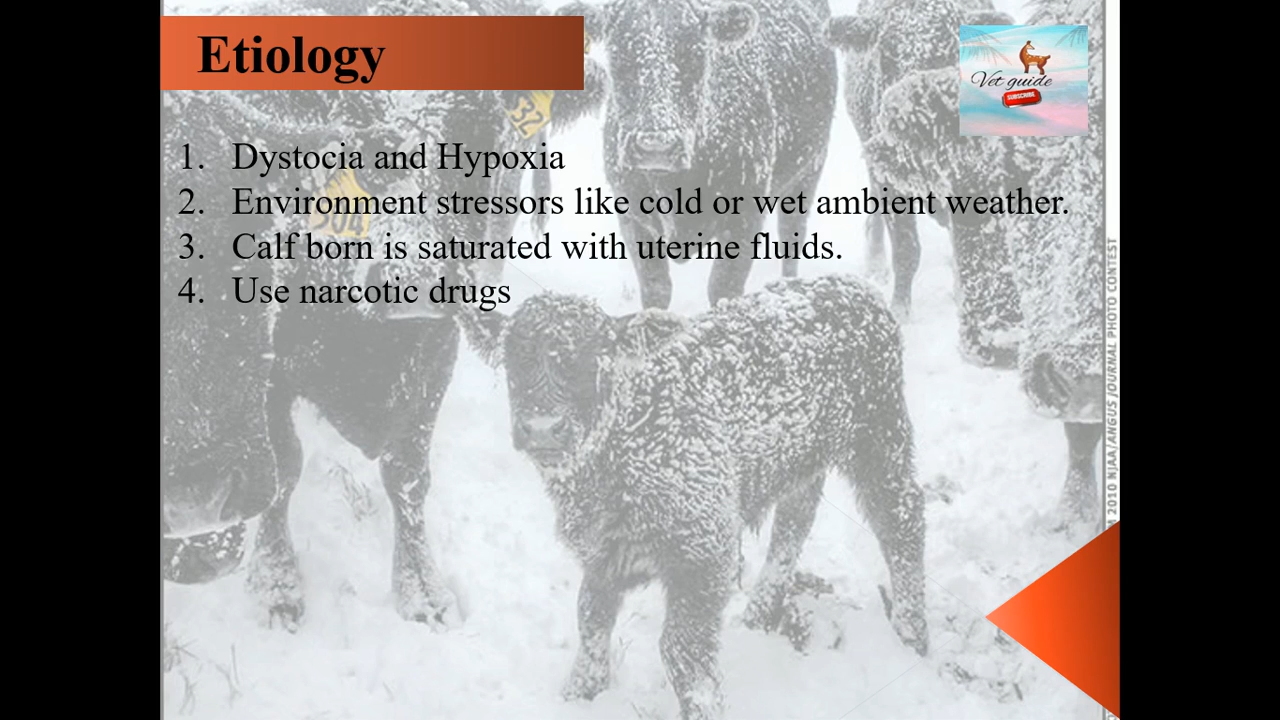 Etiology
Vet guide
SUBSCRIBE
32
1. Dystocia and Hypoxia
2. Environment stressors like cold or wet ambient weather.
3. Calf born is saturated with uterine fluids.
4. Use narcotic drugs
2010 NJAA/ANGUS JOURNAL PHOTO CONTEST